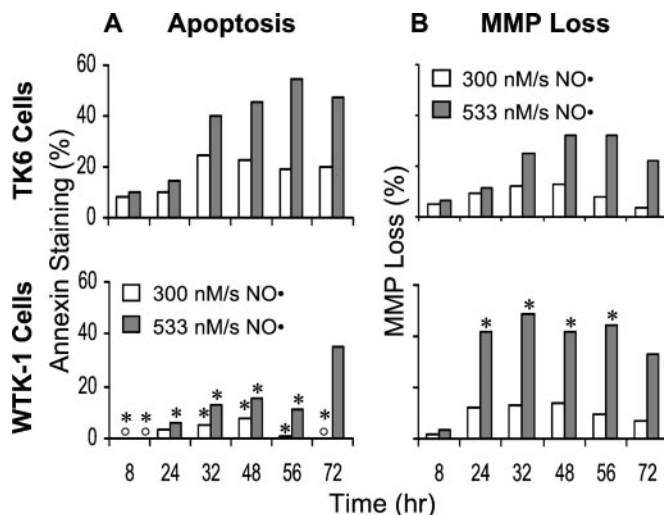 A Apoptosis
B MMP Loss
TK6 Cells
Annexin Staining (%)
60
40
20
0
300 nM/s NO•
533 nM/s NO•
MMP Loss (%)
WTK-1 Cells
60
40
20
0
300 nM/s NO•
533 nM/s NO•
* * * * * * * * * *
* * * *
8 24 32 48 56 72
8 24 32 48 56 72
Time (hr)